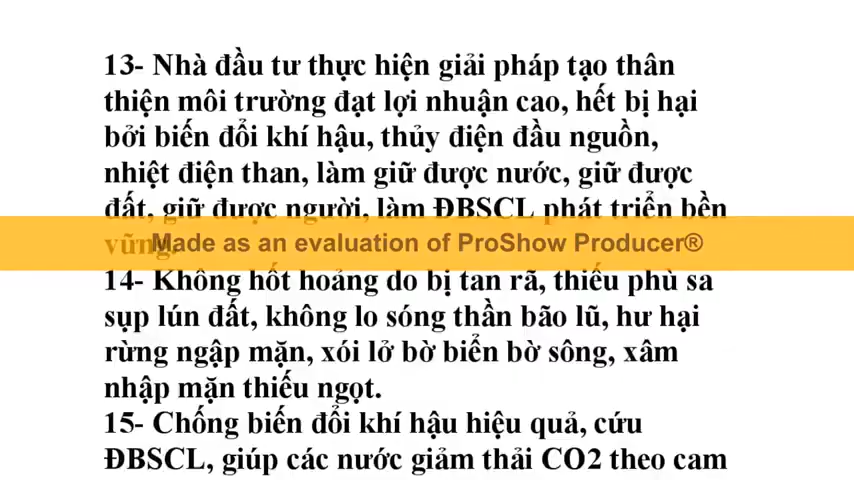 13- Nhà đầu tư thực hiện giải pháp tạo thân
thiện môi trường đạt lợi nhuận cao, hết bị hại
bởi biến đổi khí hậu, thủy điện đầu nguồn,
nhiệt điện than, làm giữ được nước, giữ được
đất, giữ được người, làm ĐBSCL phát triển bền
vững.
Made as an evaluation of ProShow Producer®
14- Không hốt hoảng do bị tan rã, thiếu phù sa
sụp lún đất, không lo sóng thần bão lũ, hư hại
rừng ngập mặn, xói lở bờ biển bờ sông, xâm
nhập mặn thiếu ngọt.
15- Chống biến đổi khí hậu hiệu quả, cứu
ĐBSCL, giúp các nước giảm thải CO2 theo cam